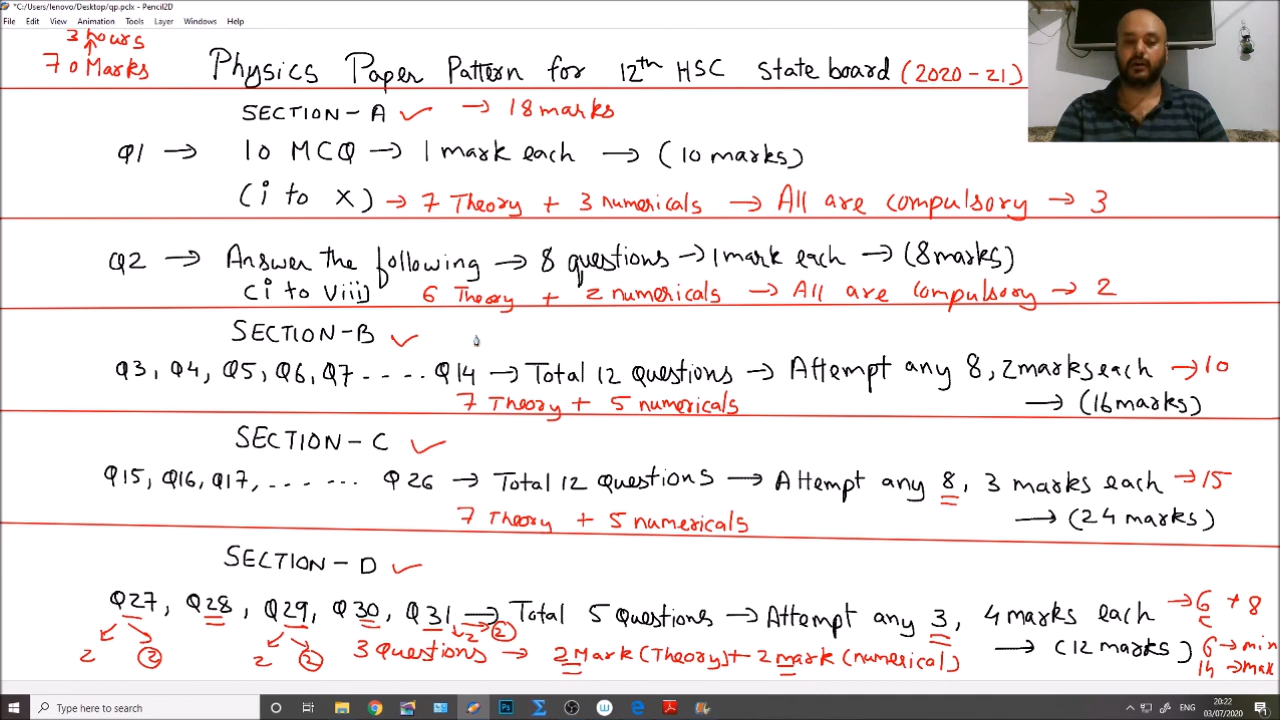 *C:/Users/lenovo/Desktop/qp.pclx - Pencil2D
File Edit View Animation Tools Layer Windows Help
3 hours
70 Marks
Physics Paper Pattern for 12th HSC state board (2020-21)
SECTION-A ✓ → 18 marks
Q1 → 10 MCQ → 1 mark each → (10 marks)
(i to x) → 7 Theory + 3 numericals → All are compulsory → 3
Q2 → Answer the following → 8 questions → 1 mark each → (8 marks)
(i to viii) 6 Theory + 2 numericals → All are compulsory → 2
SECTION-B ✓
Q3, Q4, Q5, Q6, Q7 - - - - - Q14 → Total 12 Questions → Attempt any 8, 2 marks each → 10
7 Theory + 5 numericals → (16 marks)
SECTION-C ✓
Q15, Q16, Q17, - - - - - - Q26 → Total 12 Questions → Attempt any 8, 3 marks each → 15
7 Theory + 5 numericals → (24 marks)
SECTION-D ✓
Q27, Q28, Q29, Q30, Q31 → Total 5 Questions → Attempt any 3, 4 marks each → 6 + 8
2 2 2 2 2 2 3 Questions → 2 Mark (Theory) + 2 mark (numerical) → (12 marks) 6 → min
14 → max
Type here to search
ENG
20:22
03/07/2020